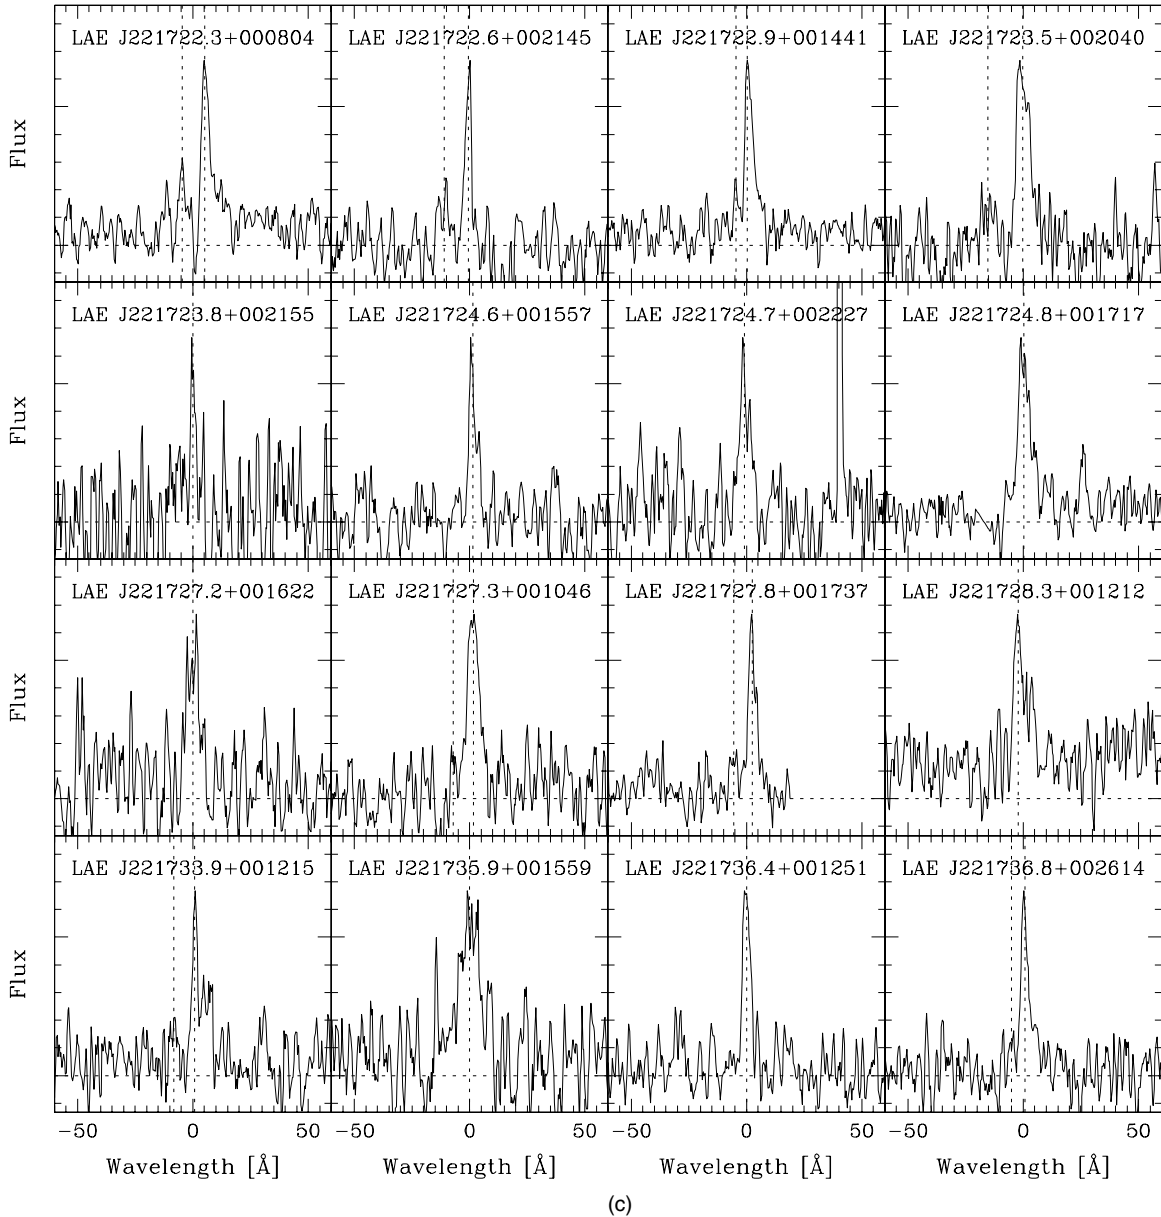 LAE J221722.3+000804 LAE J221722.6+002145 LAE J221722.9+001441 LAE J221723.5+002040
Flux
LAE J221723.8+002155 LAE J221724.6+001557 LAE J221724.7+002227 LAE J221724.8+001717
Flux
LAE J221727.2+001622 LAE J221727.3+001046 LAE J221727.8+001737 LAE J221728.3+001212
Flux
LAE J221733.9+001215 LAE J221735.9+001559 LAE J221736.4+001251 LAE J221736.8+002614
Flux
−50 0 50 −50 0 50 −50 0 50 −50 0 50
Wavelength [Å] Wavelength [Å] Wavelength [Å] Wavelength [Å]
(c)